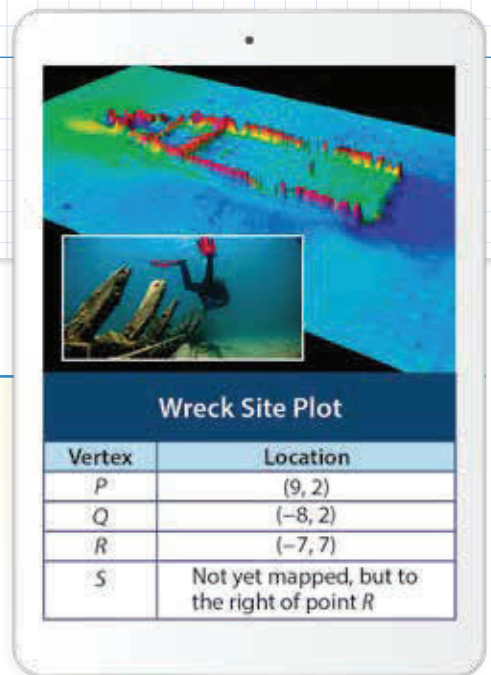 Wreck Site Plot
Vertex Location
P (9, 2)
Q (−8, 2)
R (−7, 7)
S Not yet mapped, but to
the right of point R